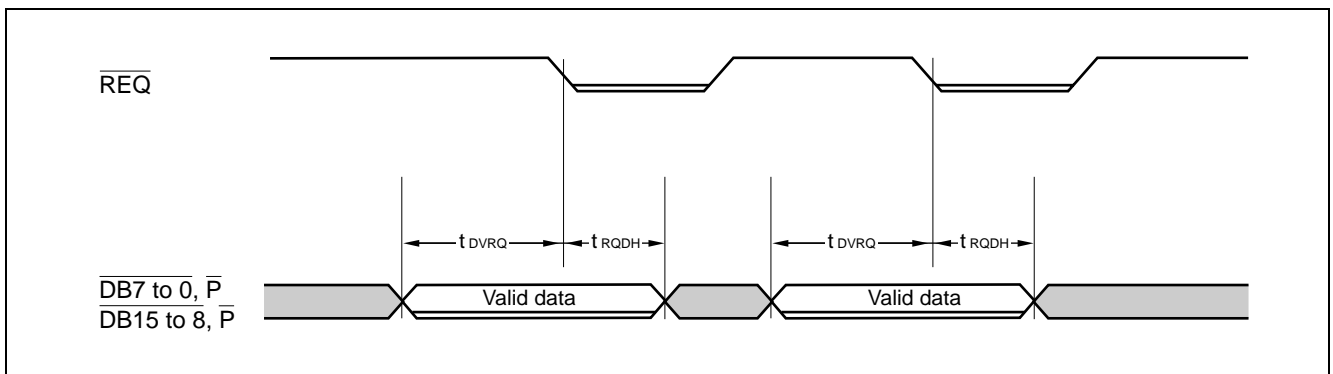 REQ
t DVRQ t RQDH t DVRQ t RQDH
DB7 to 0, P
DB15 to 8, P
Valid data Valid data